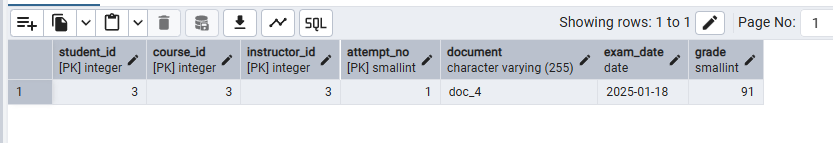 SQL Showing rows: 1 to 1 Page No: 1
student_id course_id instructor_id attempt_no document exam_date grade
[PK] integer [PK] integer [PK] integer [PK] smallint character varying (255) date smallint
1 3 3 3 1 doc_4 2025-01-18 91